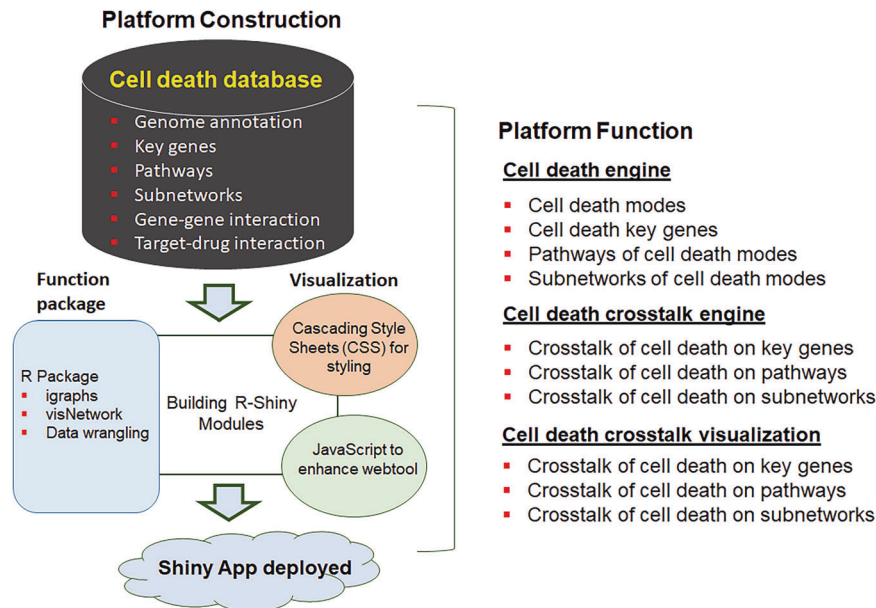 Platform Construction
Cell death database
Genome annotation
Key genes
Pathways
Subnetworks
Gene-gene interaction
Target-drug interaction
Function
package
Visualization
R Package
igraphs
visNetwork
Data wrangling
Cascading Style
Sheets (CSS) for
styling
Building R-Shiny
Modules
JavaScript to
enhance webtool
Shiny App deployed
Platform Function
Cell death engine
Cell death modes
Cell death key genes
Pathways of cell death modes
Subnetworks of cell death modes
Cell death crosstalk engine
Crosstalk of cell death on key genes
Crosstalk of cell death on pathways
Crosstalk of cell death on subnetworks
Cell death crosstalk visualization
Crosstalk of cell death on key genes
Crosstalk of cell death on pathways
Crosstalk of cell death on subnetworks